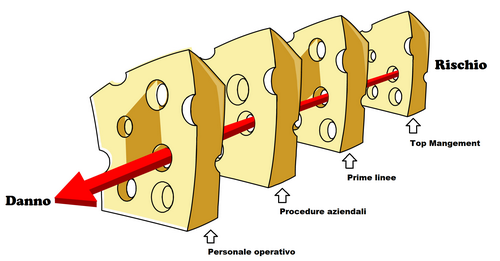 Rischio
Top Mangement
Prime linee
Danno
Procedure aziendali
Personale operativo